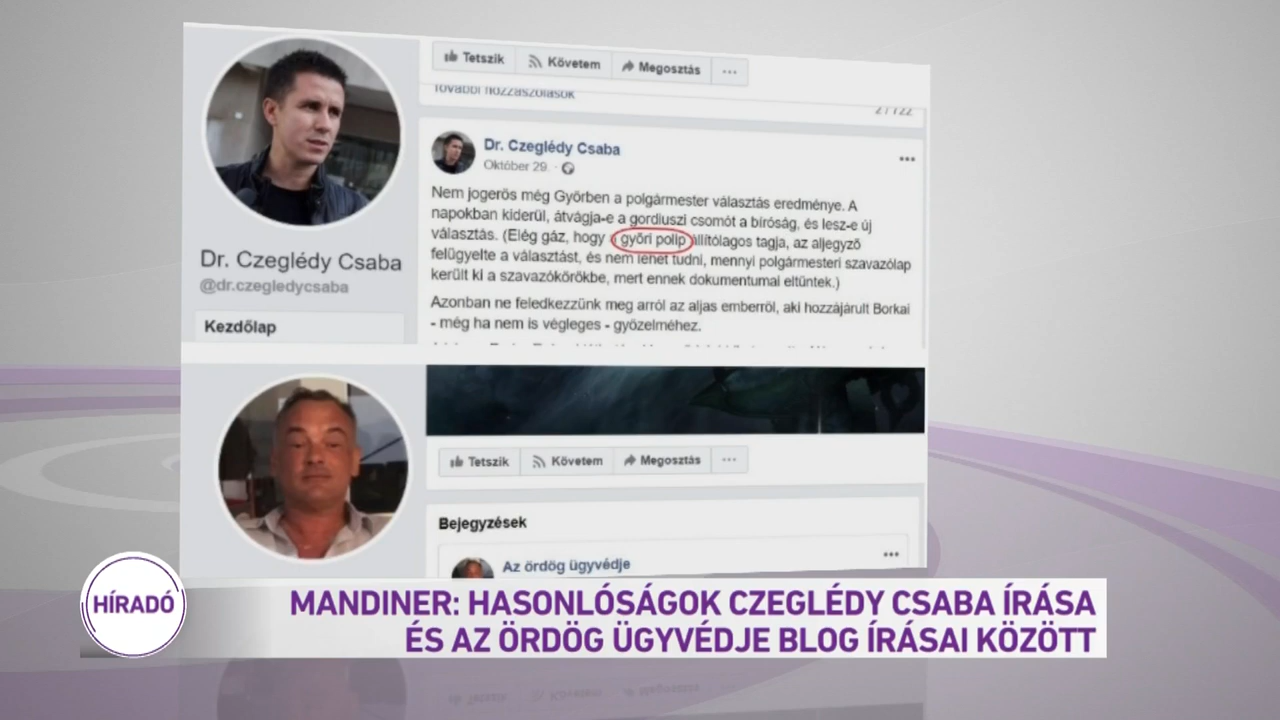 Tetszik Követem Megosztás ...
További hozzászólások
2 / 122
Dr. Czeglédy Csaba
Október 29. ·
Nem jogerős még Győrben a polgármester választás eredménye. A
napokban kiderül, átvágja-e a gordiuszi csomót a bíróság, és lesz-e új
választás. (Elég gáz, hogy a győri polip állítólagos tagja, az aljegyző
felügyelte a választást, és nem lehet tudni, mennyi polgármesteri szavazólap
került ki a szavazókörökbe, mert ennek dokumentumai eltűntek.)
Azonban ne feledkezzünk meg arról az aljas emberről, aki hozzájárult Borkai
- még ha nem is végleges - győzelméhez.
Dr. Czeglédy Csaba
@dr.czegledycsaba
Kezdőlap
Tetszik Követem Megosztás ...
Bejegyzések
Az ördög ügyvédje
HÍRADÓ
MANDINER: HASONLÓSÁGOK CZEGLÉDY CSABA ÍRÁSA
ÉS AZ ÖRDÖG ÜGYVÉDJE BLOG ÍRÁSAI KÖZÖTT